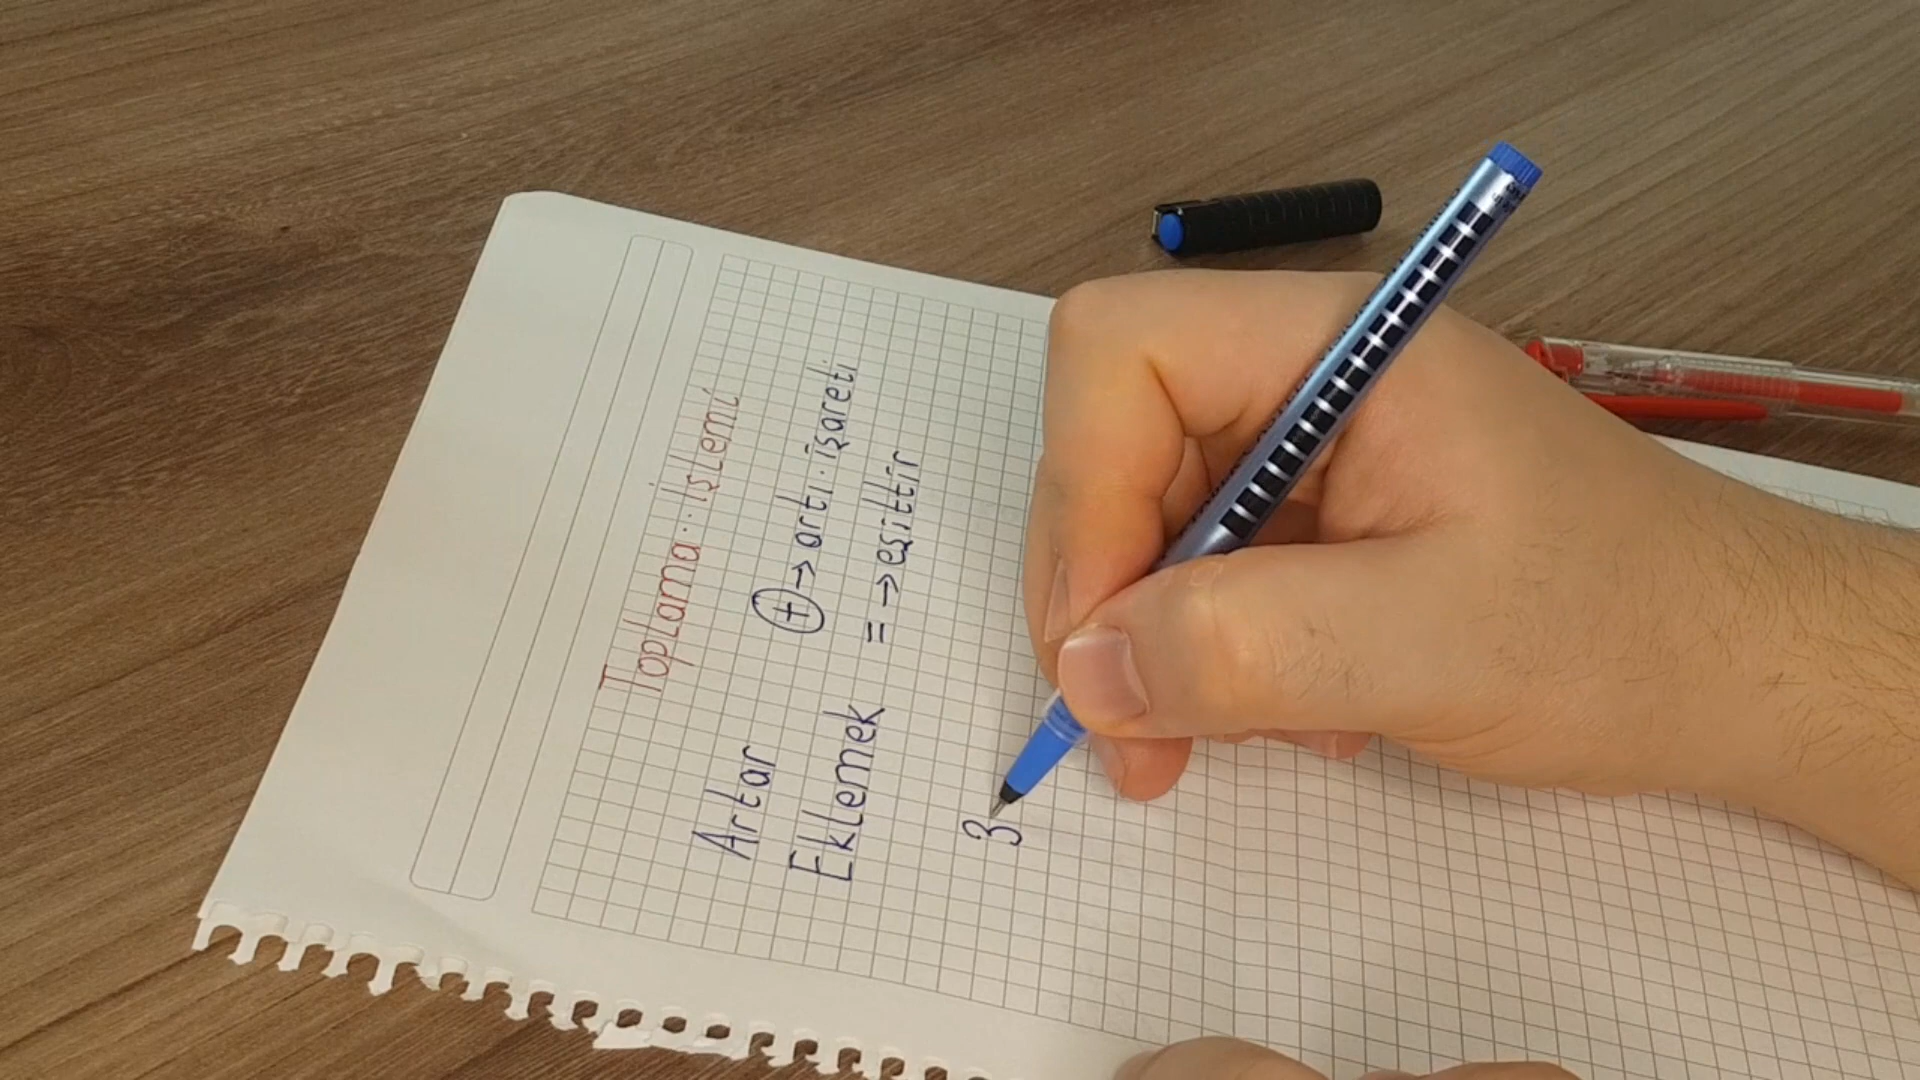 Toplama İşlemi
Artar
⊕→artı işareti
Eklemek
=→eşittir
3